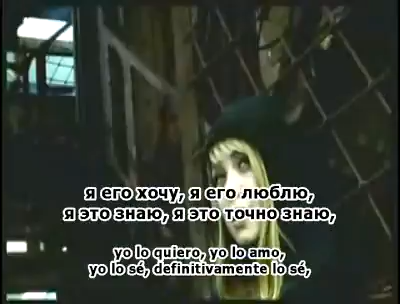 я его хочу, я его люблю,
я это знаю, я это точно знаю,
yo lo quiero, yo lo amo,
yo lo sé, definitivamente lo sé,